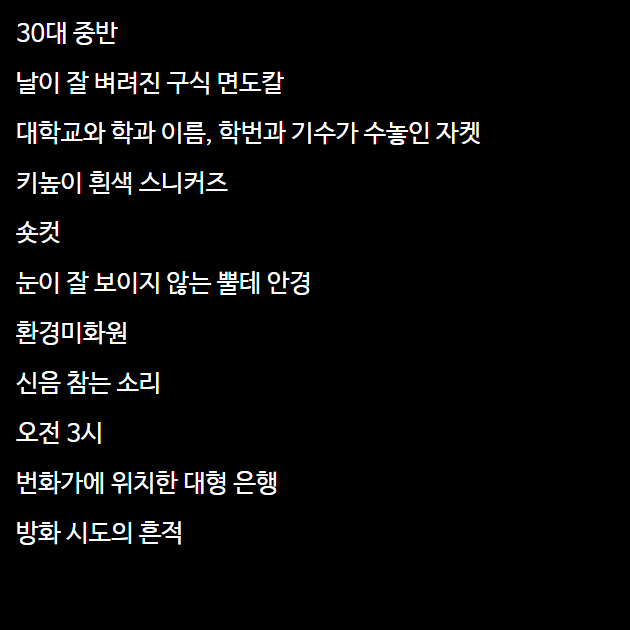 30대 중반
날이 잘 벼려진 구식 면도칼
대학교와 학과 이름, 학번과 기수가 수놓인 자켓
키높이 흰색 스니커즈
숏컷
눈이 잘 보이지 않는 뿔테 안경
환경미화원
신음 참는 소리
오전 3시
번화가에 위치한 대형 은행
방화 시도의 흔적